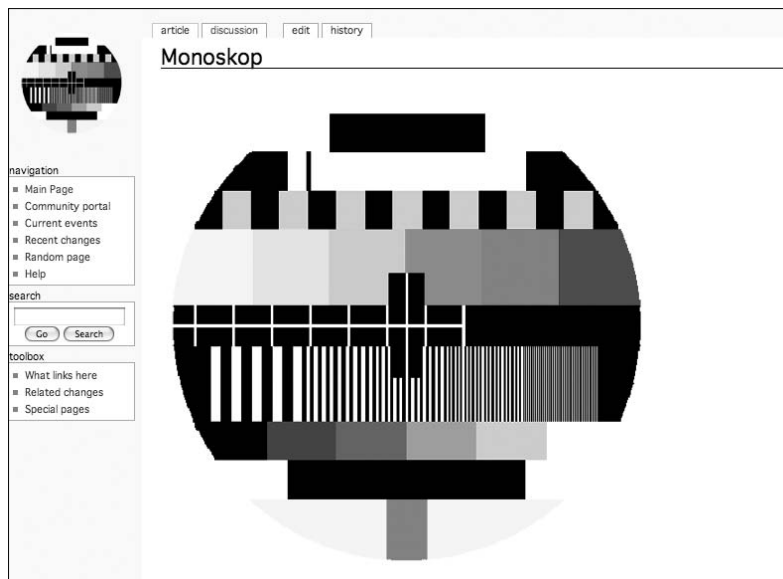 article discussion edit history
Monoskop
navigation
Main Page
Community portal
Current events
Recent changes
Random page
Help
search
Go Search
toolbox
What links here
Related changes
Special pages